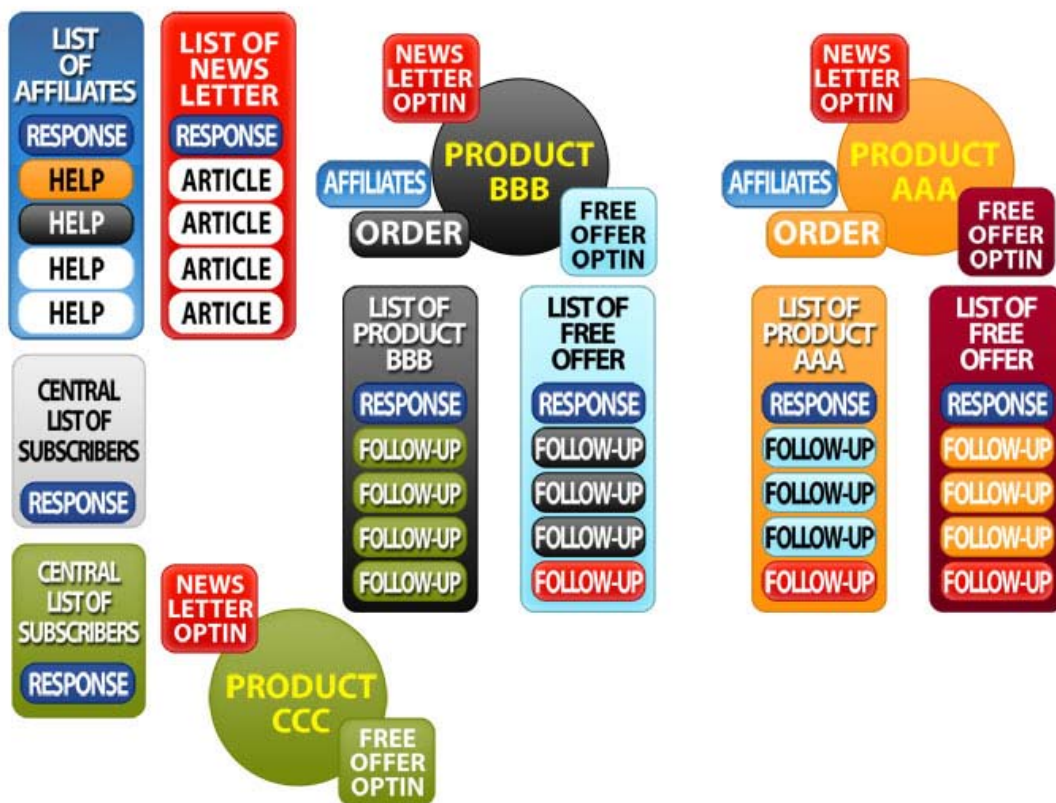 LIST
OF
AFFILIATES
RESPONSE
HELP
HELP
HELP
HELP
LIST OF
NEWS
LETTER
RESPONSE
ARTICLE
ARTICLE
ARTICLE
ARTICLE
NEWS
LETTER
OPTIN
PRODUCT
BBB
AFFILIATES
ORDER
FREE
OFFER
OPTIN
NEWS
LETTER
OPTIN
PRODUCT
AAA
AFFILIATES
ORDER
FREE
OFFER
OPTIN
LIST OF
PRODUCT
BBB
RESPONSE
FOLLOW-UP
FOLLOW-UP
FOLLOW-UP
FOLLOW-UP
LIST OF
FREE
OFFER
RESPONSE
FOLLOW-UP
FOLLOW-UP
FOLLOW-UP
FOLLOW-UP
LIST OF
PRODUCT
AAA
RESPONSE
FOLLOW-UP
FOLLOW-UP
FOLLOW-UP
FOLLOW-UP
LIST OF
FREE
OFFER
RESPONSE
FOLLOW-UP
FOLLOW-UP
FOLLOW-UP
FOLLOW-UP
CENTRAL
LIST OF
SUBSCRIBERS
RESPONSE
CENTRAL
LIST OF
SUBSCRIBERS
RESPONSE
NEWS
LETTER
OPTIN
PRODUCT
CCC
FREE
OFFER
OPTIN